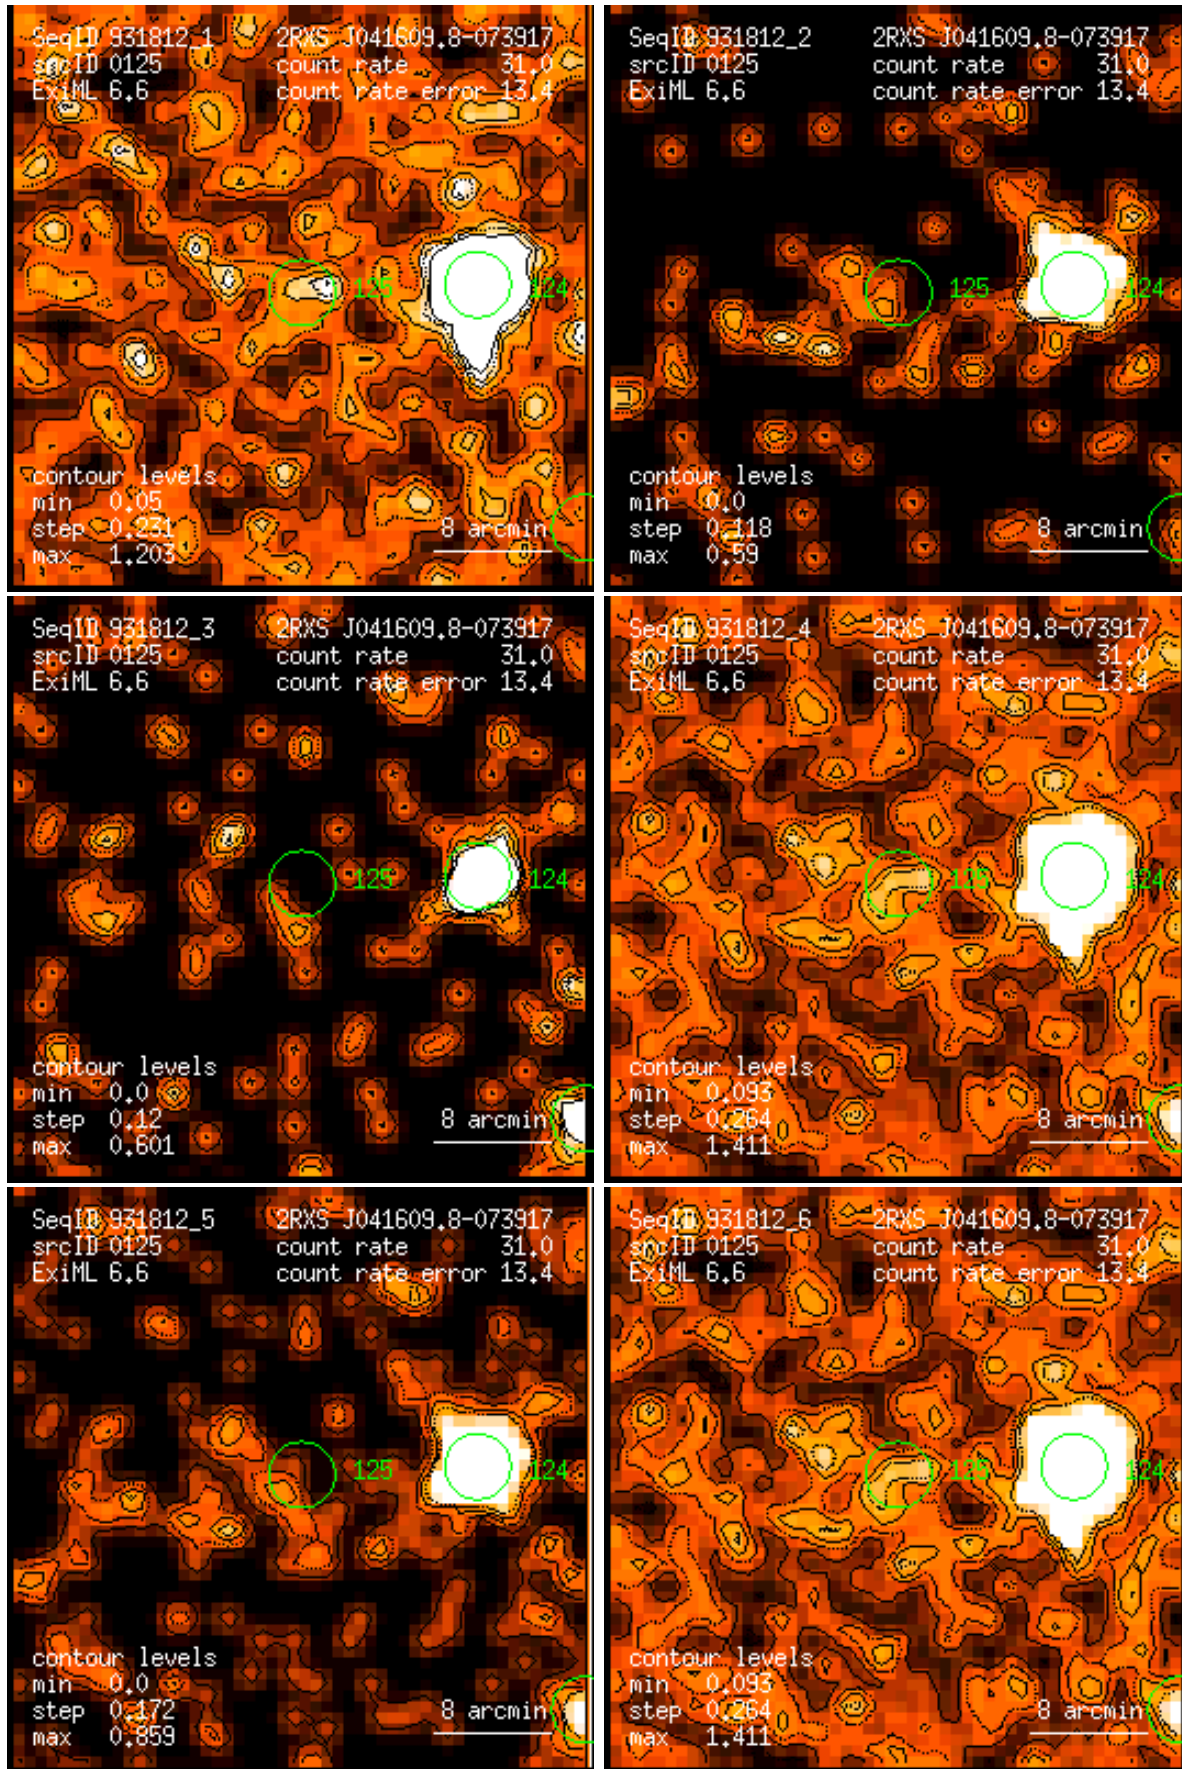 SeqID 931812_1 2RXS J041609.8-073917
srcID 0125 count rate 31.0
ExiML 6.6 count rate error 13.4
125 124
contour levels
min 0.05
step 0.231 8 arcmin
max 1.203
SeqID 931812_2 2RXS J041609.8-073917
srcID 0125 count rate 31.0
ExiML 6.6 count rate error 13.4
125 124
contour levels
min 0.0
step 0.118 8 arcmin
max 0.59
SeqID 931812_3 2RXS J041609.8-073917
srcID 0125 count rate 31.0
ExiML 6.6 count rate error 13.4
125 124
contour levels
min 0.0
step 0.12 8 arcmin
max 0.601
SeqID 931812_4 2RXS J041609.8-073917
srcID 0125 count rate 31.0
ExiML 6.6 count rate error 13.4
125 124
contour levels
min 0.093
step 0.264 8 arcmin
max 1.411
SeqID 931812_5 2RXS J041609.8-073917
srcID 0125 count rate 31.0
ExiML 6.6 count rate error 13.4
125 124
contour levels
min 0.0
step 0.172 8 arcmin
max 0.859
SeqID 931812_6 2RXS J041609.8-073917
srcID 0125 count rate 31.0
ExiML 6.6 count rate error 13.4
125 124
contour levels
min 0.093
step 0.264 8 arcmin
max 1.411